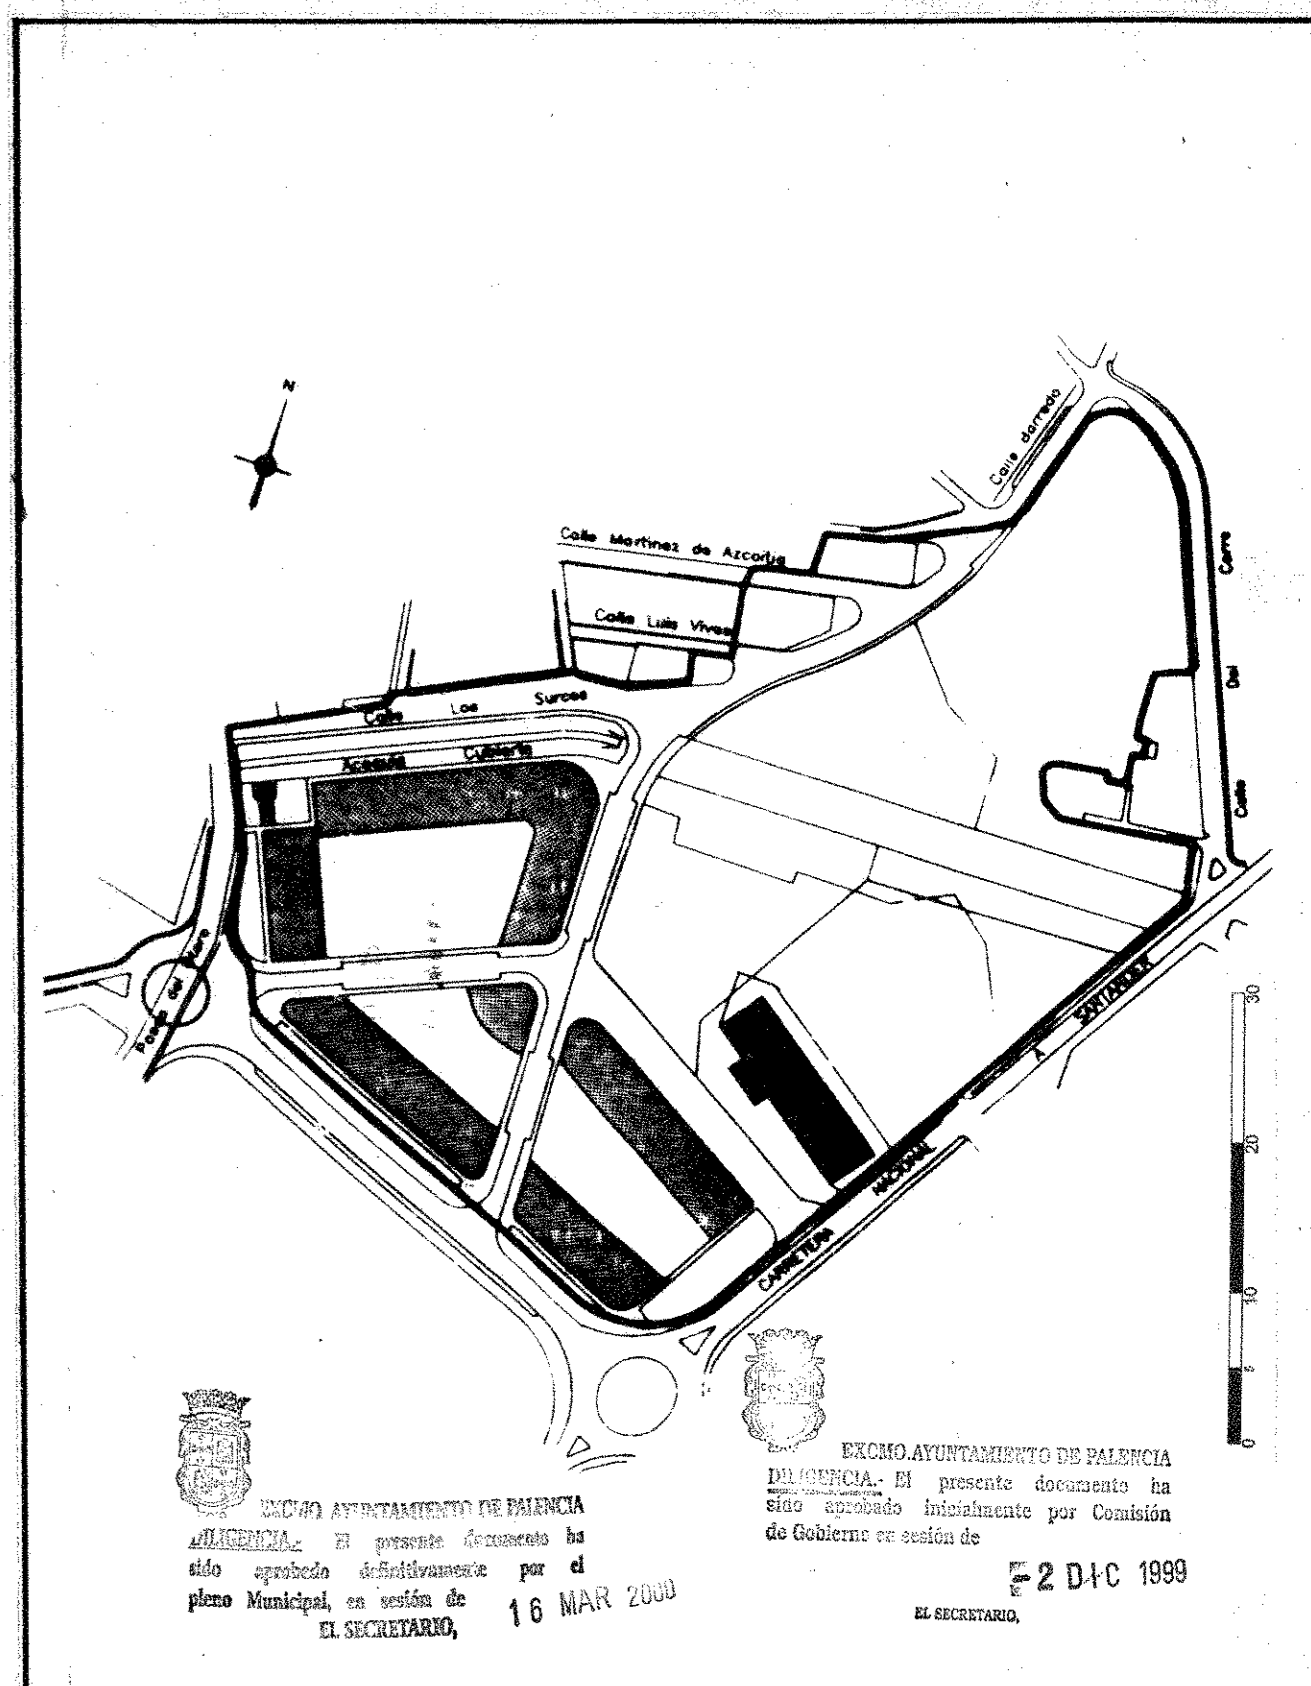 N
Calle Barredo
Calle Martinez de Azcoitia
Calle Luis Vives
Calle Los Surcos
Acequia Cubierta
Calle Del Corro
Paseo del
CARRETERA NACIONAL A SANTANDER
30
20
10
5
0
EXCMO. AYUNTAMIENTO DE PALENCIA
DILIGENCIA.- El presente documento ha
sido aprobado definitivamente por el
pleno Municipal, en sesión de
16 MAR 2000
EL SECRETARIO,
EXCMO. AYUNTAMIENTO DE PALENCIA
DILIGENCIA.- El presente documento ha
sido aprobado inicialmente por Comisión
de Gobierno en sesión de
-2 DIC 1999
EL SECRETARIO,